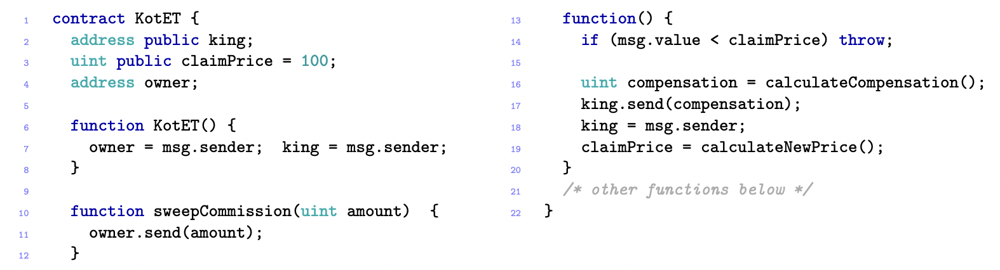 1 contract KotET {
2 address public king;
3 uint public claimPrice = 100;
4 address owner;
5
6 function KotET() {
7 owner = msg.sender; king = msg.sender;
8 }
9
10 function sweepCommission(uint amount) {
11 owner.send(amount);
12 }
13 function() {
14 if (msg.value < claimPrice) throw;
15
16 uint compensation = calculateCompensation();
17 king.send(compensation);
18 king = msg.sender;
19 claimPrice = calculateNewPrice();
20 }
21 /* other functions below */
22 }